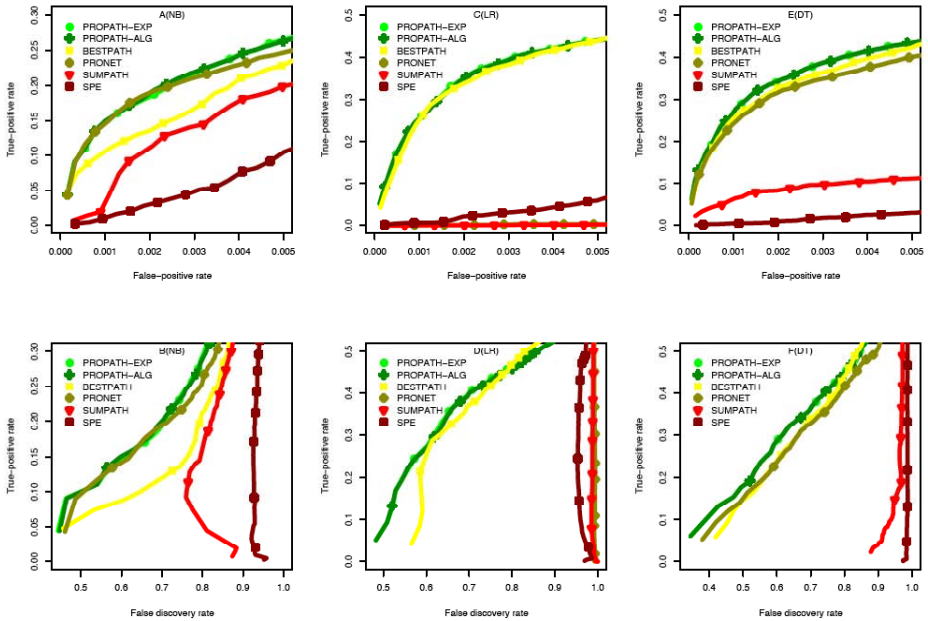 A(NB)
PROPATH-EXP
PROPATH-ALG
BESTPATH
PRONET
SUMPATH
SPE
True-positive rate
0.00 0.05 0.10 0.15 0.20 0.25 0.30
0.000 0.001 0.002 0.003 0.004 0.005
False-positive rate
C(LR)
PROPATH-EXP
PROPATH-ALG
BESTPATH
PRONET
SUMPATH
SPE
True-positive rate
0.0 0.1 0.2 0.3 0.4 0.5
0.000 0.001 0.002 0.003 0.004 0.005
False-positive rate
E(DT)
PROPATH-EXP
PROPATH-ALG
BESTPATH
PRONET
SUMPATH
SPE
True-positive rate
0.0 0.1 0.2 0.3 0.4 0.5
0.000 0.001 0.002 0.003 0.004 0.005
False-positive rate
B(NB)
PROPATH-EXP
PROPATH-ALG
BESTPATH
PRONET
SUMPATH
SPE
True-positive rate
0.00 0.05 0.10 0.15 0.20 0.25 0.30
0.5 0.6 0.7 0.8 0.9 1.0
False discovery rate
D(LR)
PROPATH-EXP
PROPATH-ALG
BESTPATH
PRONET
SUMPATH
SPE
True-positive rate
0.0 0.1 0.2 0.3 0.4 0.5
0.5 0.6 0.7 0.8 0.9 1.0
False discovery rate
F(DT)
PROPATH-EXP
PROPATH-ALG
BESTPATH
PRONET
SUMPATH
SPE
True-positive rate
0.0 0.1 0.2 0.3 0.4 0.5
0.4 0.5 0.6 0.7 0.8 0.9 1.0
False discovery rate